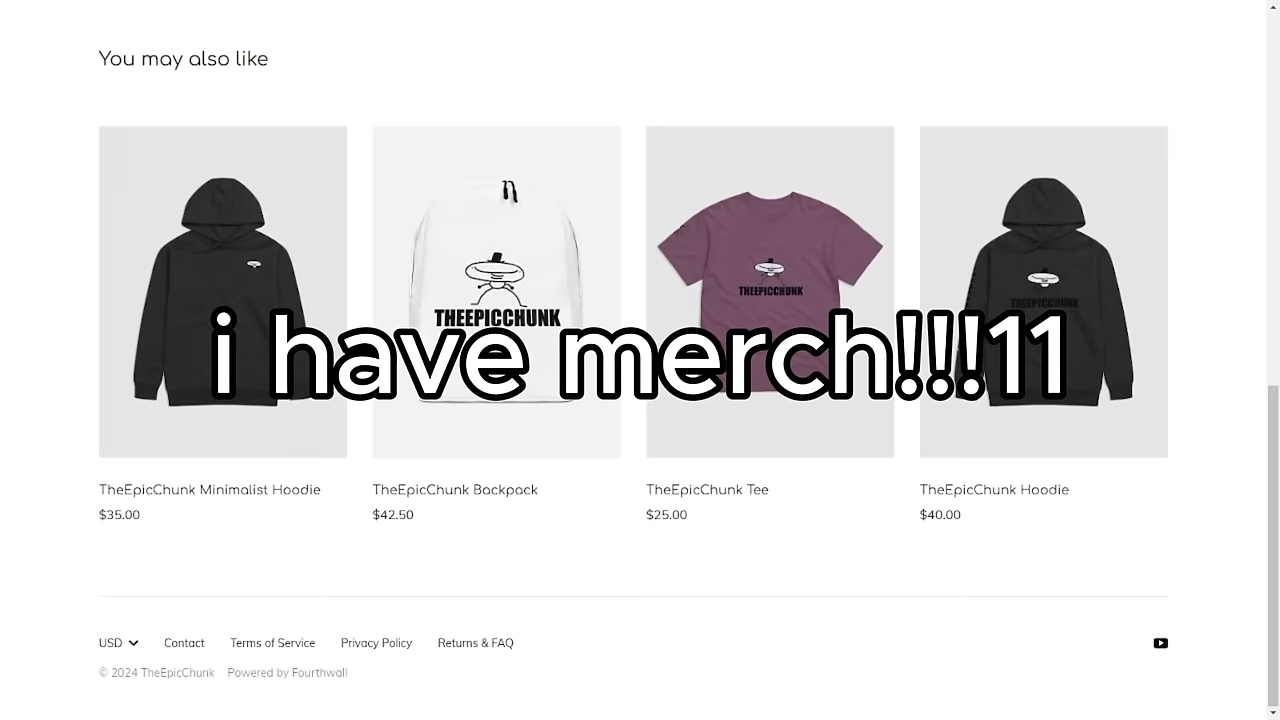 You may also like
THEEPICCHUNK
THEEPICCHUNK
THEEPICCHUNK
i have merch!!!11
TheEpicChunk Minimalist Hoodie
$35.00
TheEpicChunk Backpack
$42.50
TheEpicChunk Tee
$25.00
TheEpicChunk Hoodie
$40.00
USD
Contact
Terms of Service
Privacy Policy
Returns & FAQ
© 2024 TheEpicChunk
Powered by Fourthwall